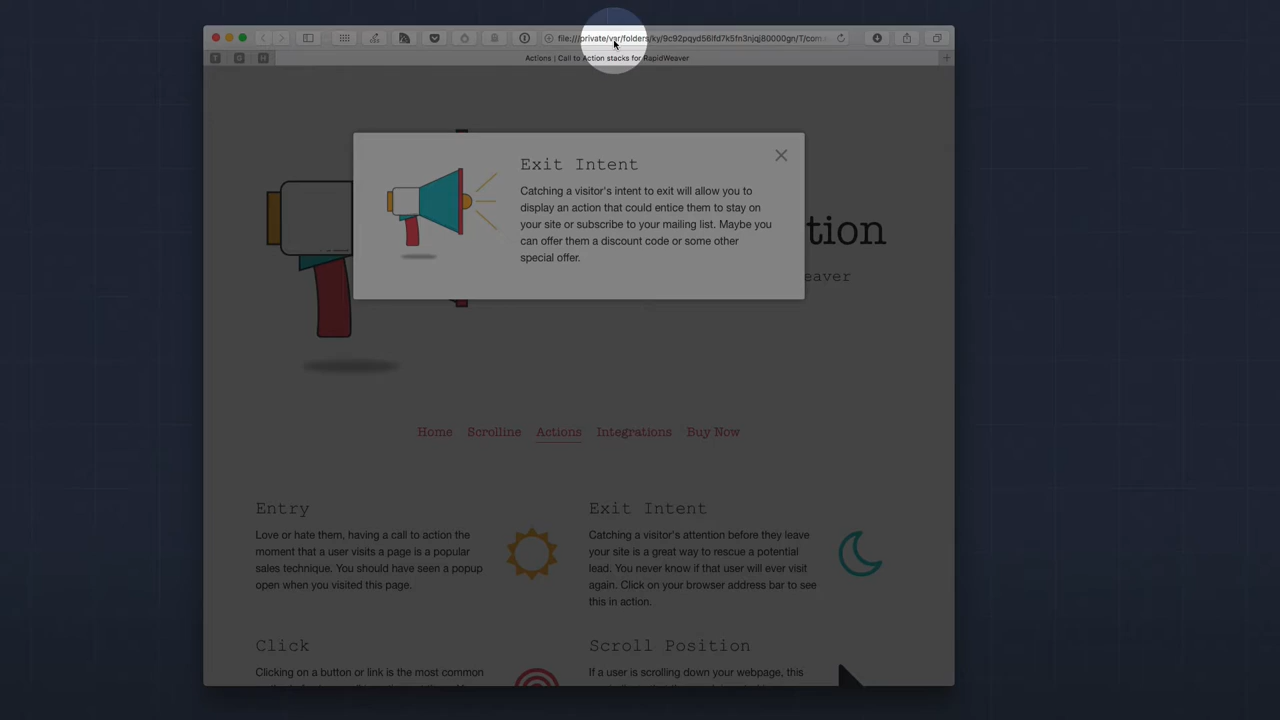 file:///private/var/folders/ky/
Actions | Call to Action stacks for RapidWeaver
T
G
H
Exit Intent
Catching a visitor's intent to exit will allow you to
display an action that could entice them to stay on
your site or subscribe to your mailing list. Maybe you
can offer them a discount code or some other
special offer.
tion
eaver
Home Scrolline Actions Integrations Buy Now
Entry
Love or hate them, having a call to action the
moment that a user visits a page is a popular
sales technique. You should have seen a popup
open when you visited this page.
Exit Intent
Catching a visitor's attention before they leave
your site is a great way to rescue a potential
lead. You never know if that user will ever visit
again. Click on your browser address bar to see
this in action.
Click
Clicking on a button or link is the most common
Scroll Position
If a user is scrolling down your webpage, this